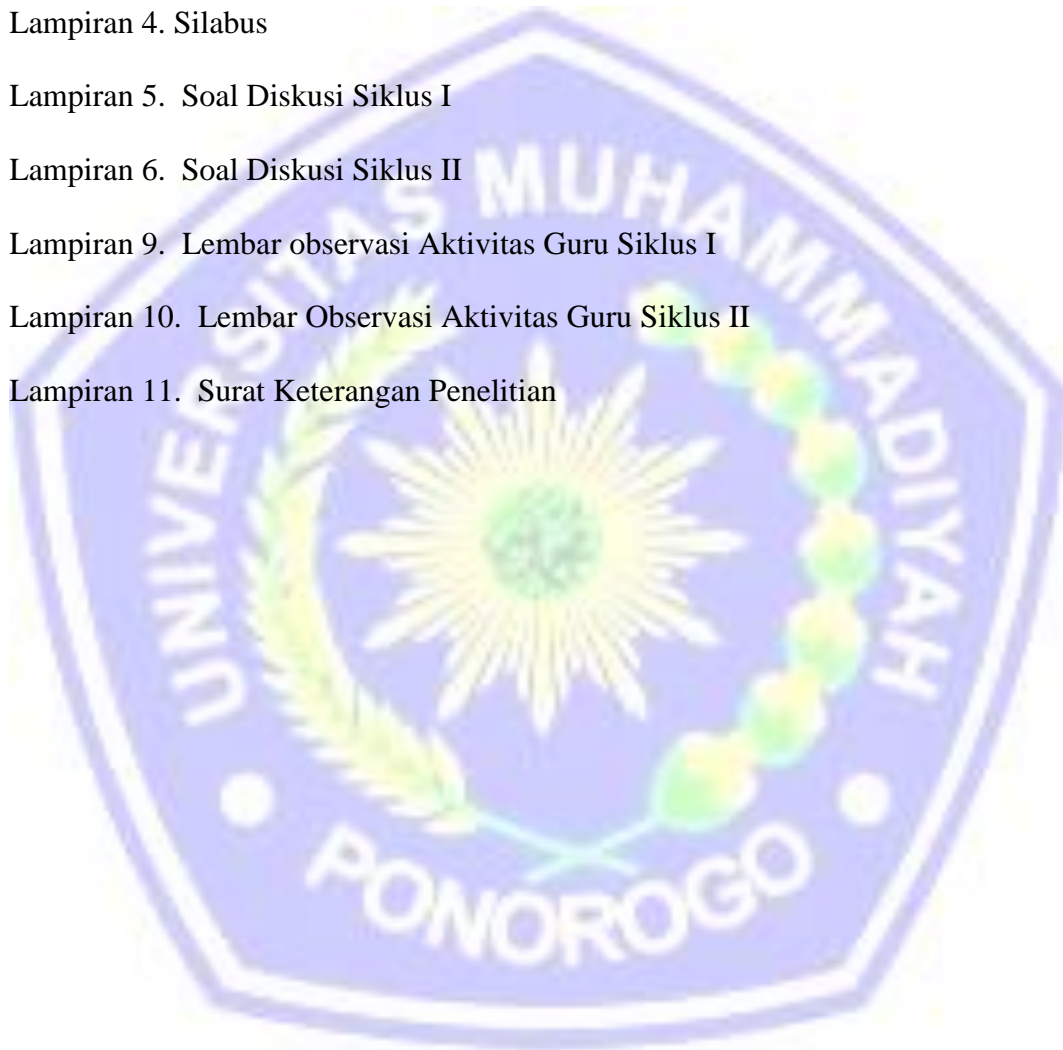 Lampiran 4. Silabus
Lampiran 5.  Soal Diskusi Siklus I
Lampiran 6.  Soal Diskusi Siklus II
Lampiran 9.  Lembar observasi Aktivitas Guru Siklus I
Lampiran 10.  Lembar Observasi Aktivitas Guru Siklus II
Lampiran 11.  Surat Keterangan Penelitian
UNIVERSITAS MUHAMMADIYAH
PONOROGO